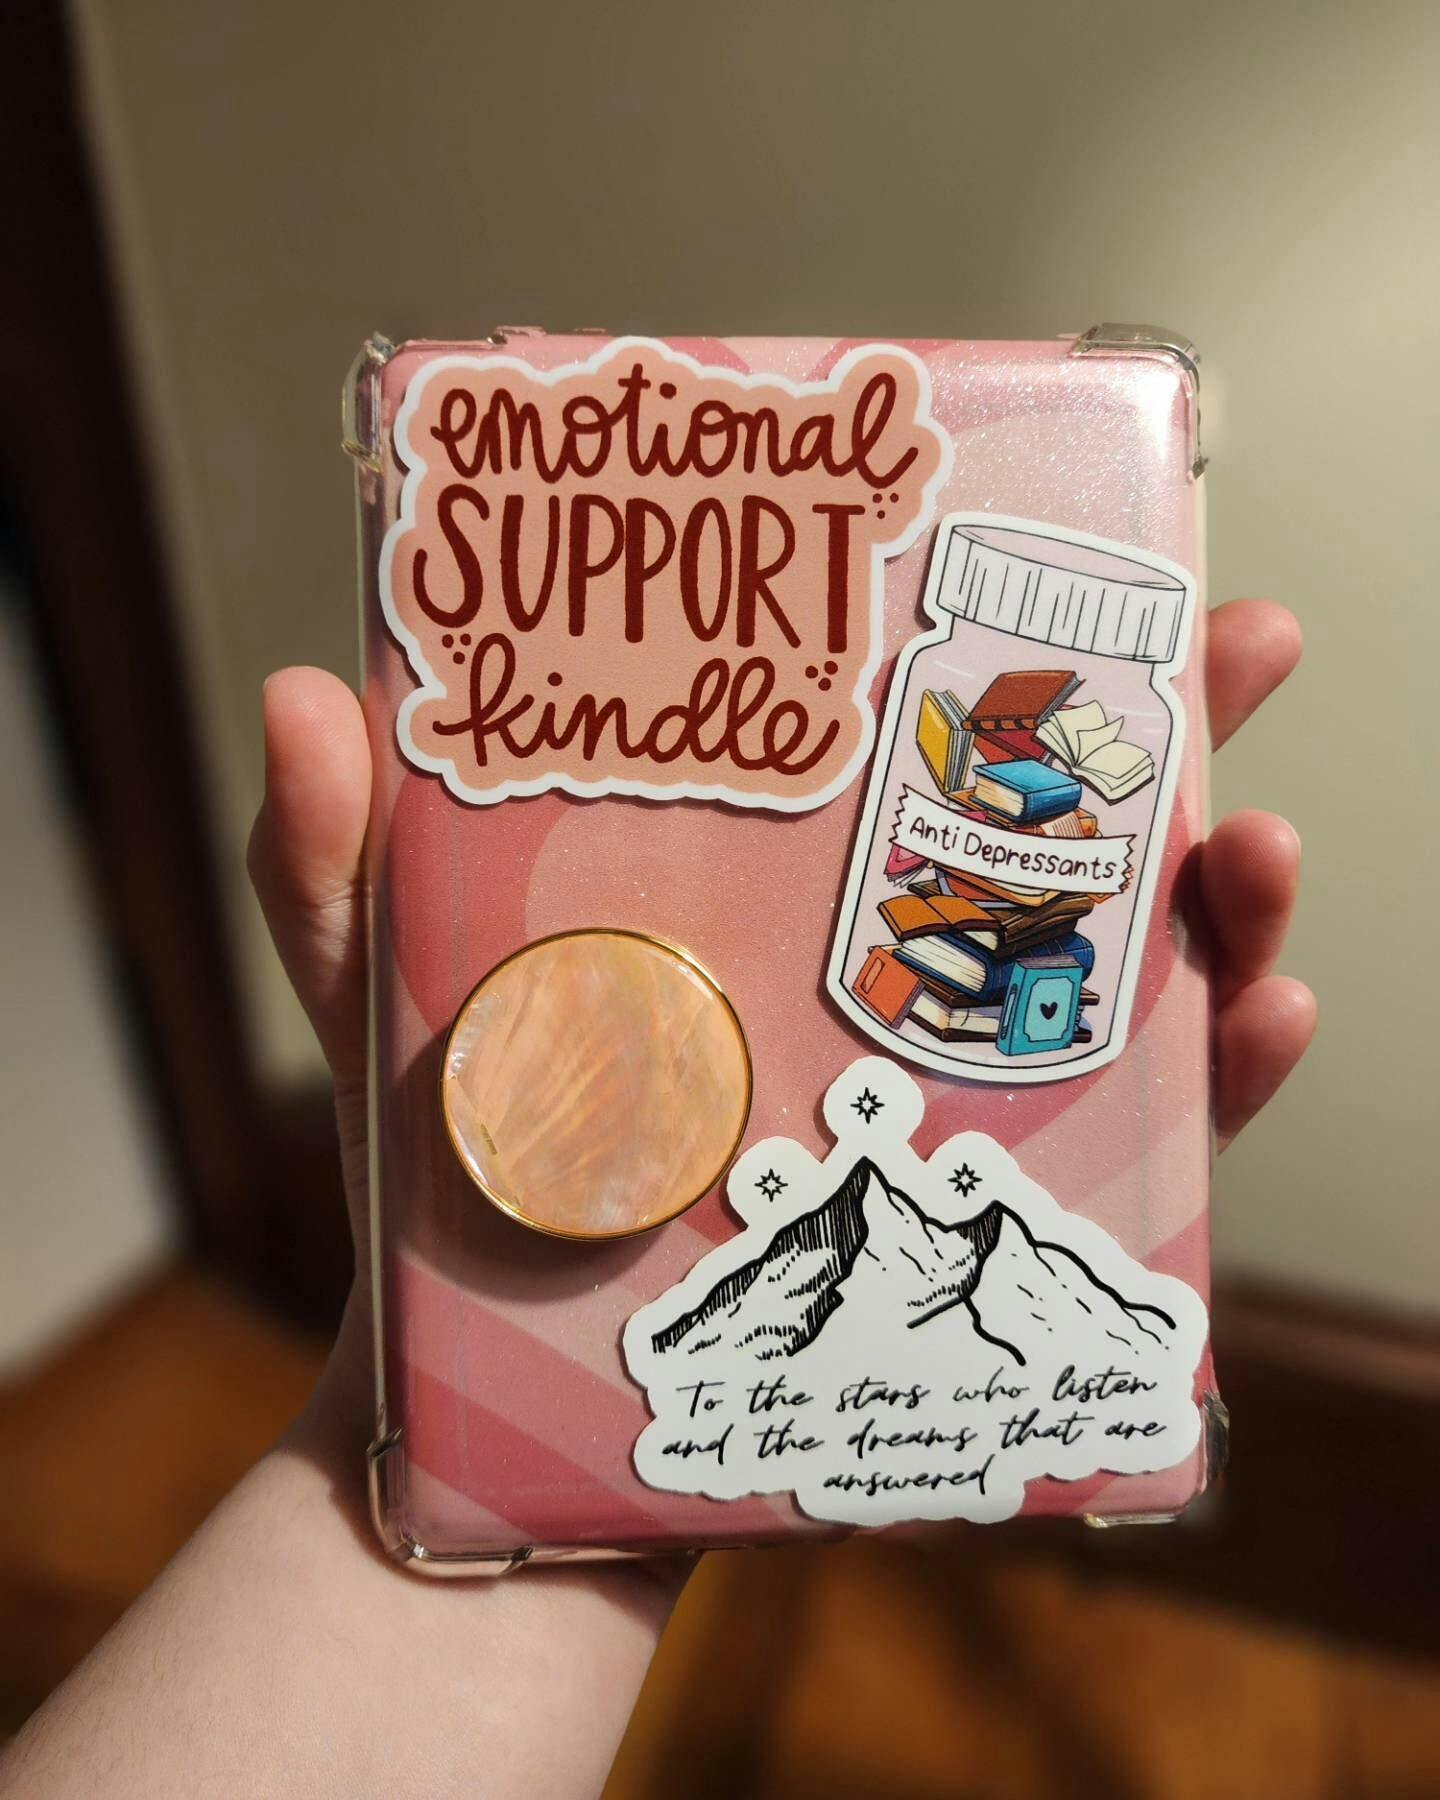 emotional
SUPPORT
kindle
Anti Depressants
To the stars who listen
and the dreams that are
answered